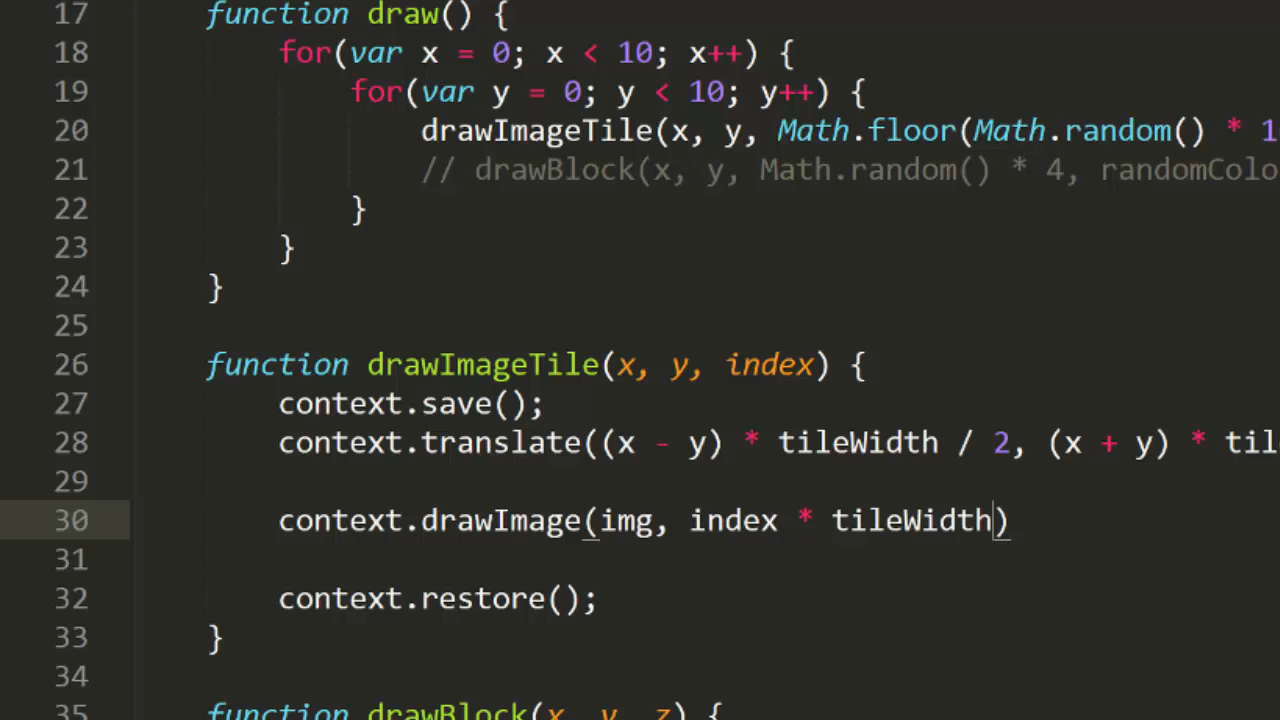 17 function draw() {
18 for(var x = 0; x < 10; x++) {
19 for(var y = 0; y < 10; y++) {
20 drawImageTile(x, y, Math.floor(Math.random() * 1
21 // drawBlock(x, y, Math.random() * 4, randomColo
22 }
23 }
24 }
25
26 function drawImageTile(x, y, index) {
27 context.save();
28 context.translate((x - y) * tileWidth / 2, (x + y) * til
29
30 context.drawImage(img, index * tileWidth)
31
32 context.restore();
33 }
34
35 function drawBlock(x, y, z) {